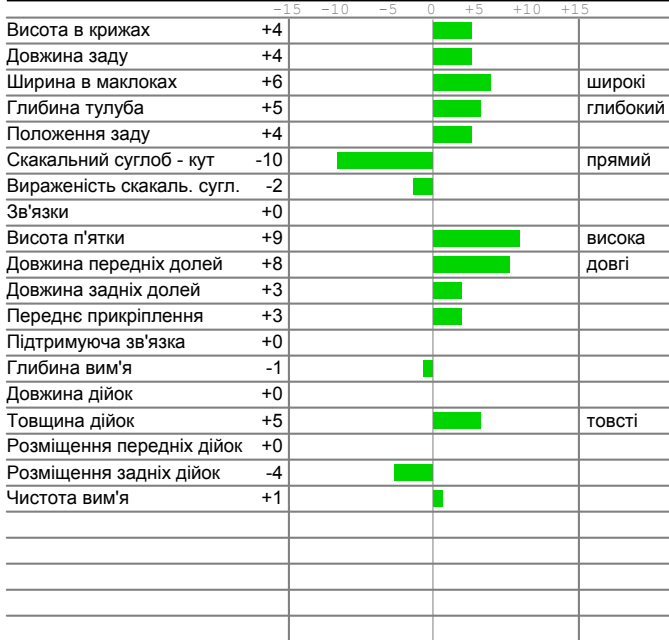 -15 -10 -5 0 +5 +10 +15
Висота в крижах +4
Довжина заду +4
Ширина в маклоках +6 широкі
Глибина тулуба +5 глибокий
Положення заду +4
Скакальний суглоб - кут -10 прямий
Вираженість скакаль. сугл. -2
Зв'язки +0
Висота п'ятки +9 висока
Довжина передніх долей +8 довгі
Довжина задніх долей +3
Переднє прикріплення +3
Підтримуюча зв'язка +0
Глибина вим'я -1
Довжина дійок +0
Товщина дійок +5 товсті
Розміщення передніх дійок +0
Розміщення задніх дійок -4
Чистота вим'я +1